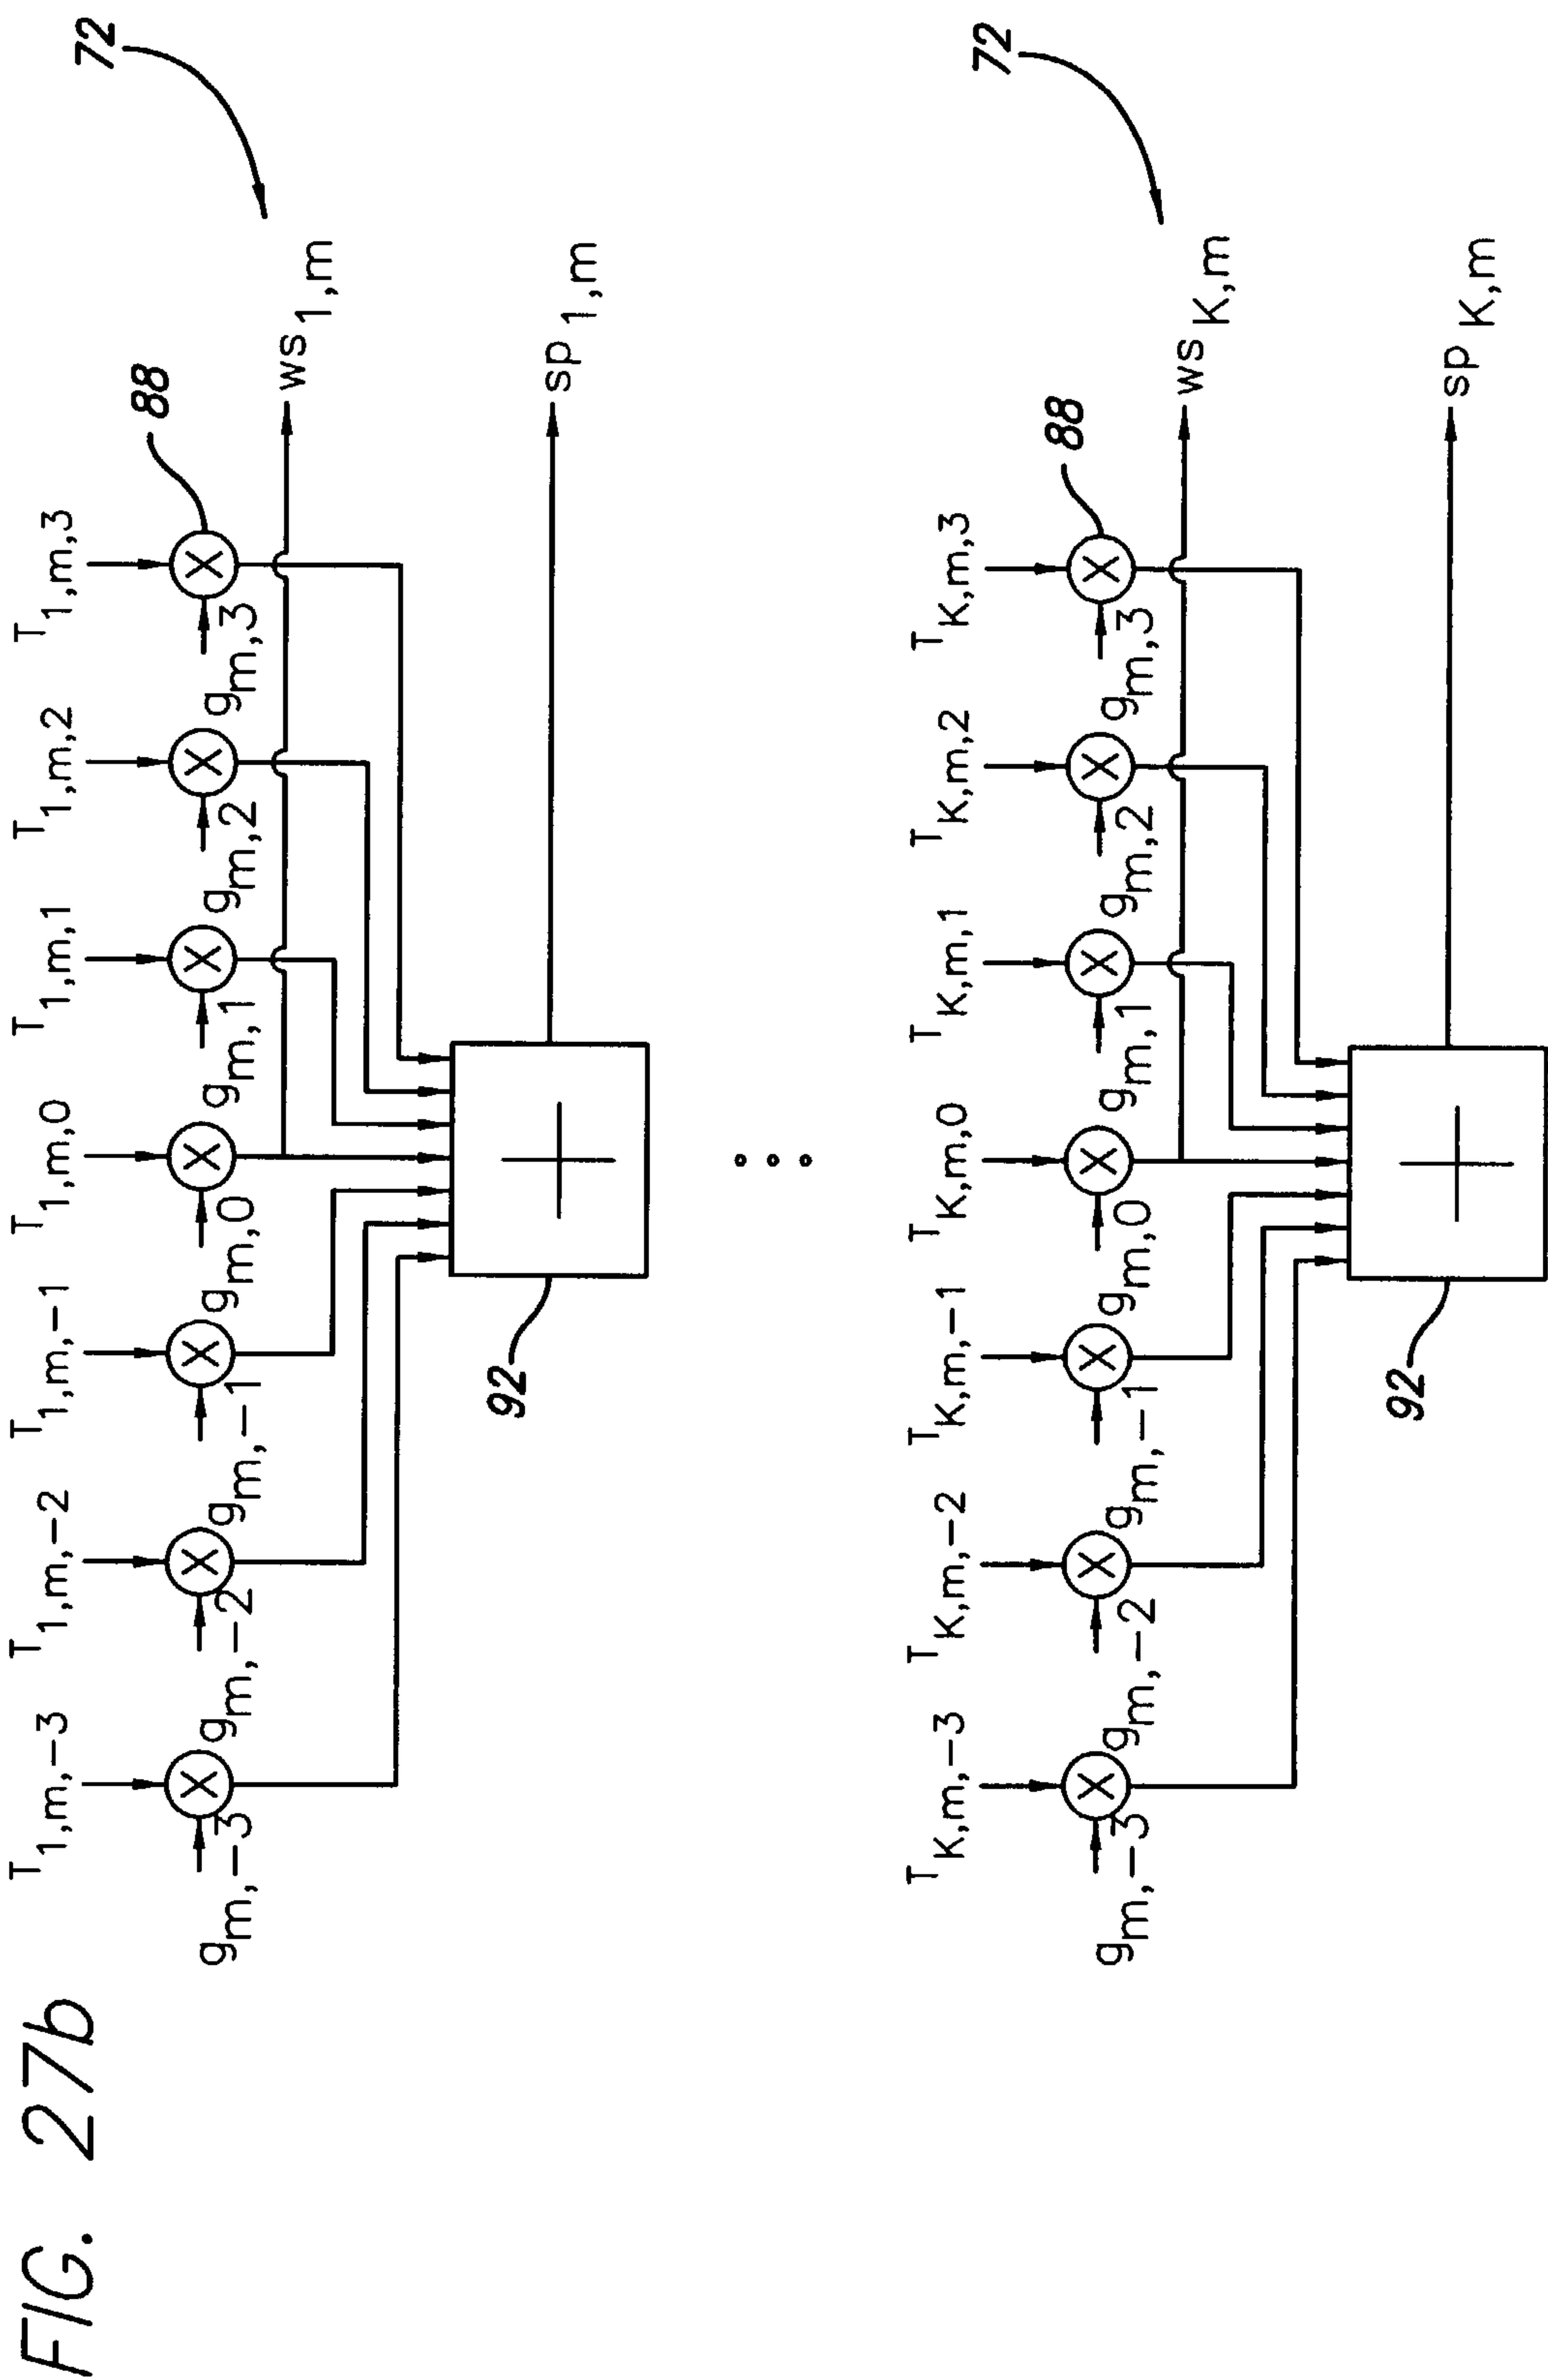 FIG. 27b
72
T1,m,−3 T1,m,−2 T1,m,−1 T1,m,0 T1,m,1 T1,m,2 T1,m,3
88
gm,−3 gm,−2 gm,−1 gm,0 gm,1 gm,2 gm,3
ws1,m
92
sp1,m
72
TK,m,−3 TK,m,−2 TK,m,−1 TK,m,0 TK,m,1 TK,m,2 TK,m,3
88
gm,−3 gm,−2 gm,−1 gm,0 gm,1 gm,2 gm,3
wsK,m
92
spK,m